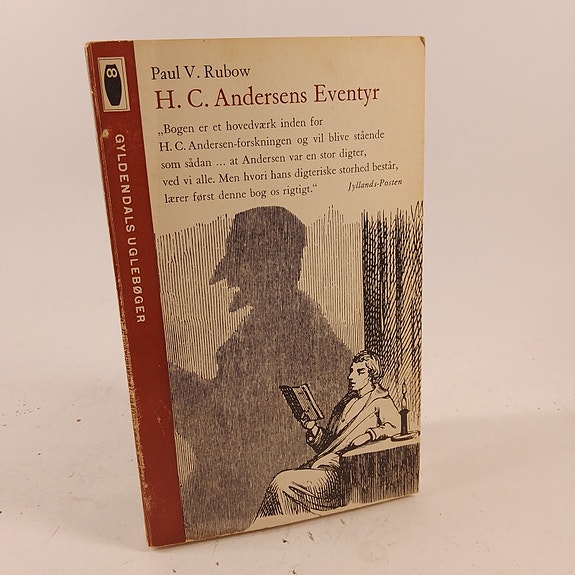 Paul V. Rubow
H. C. Andersens Eventyr
„Bogen er et hovedværk inden for
H. C. Andersen-forskningen og vil blive stående
som sådan ... at Andersen var en stor digter,
ved vi alle. Men hvori hans digteriske storhed består,
lærer først denne bog os rigtigt.“ Jyllands-Posten
GYLDENDALS UGLEBØGER